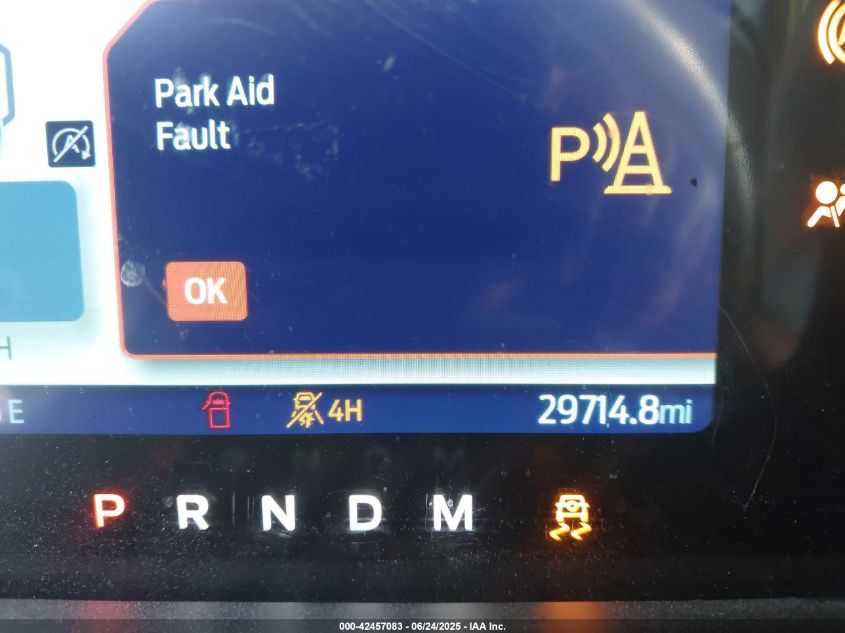 Park Aid
Fault
P
OK
H
E
4H
29714.8mi
P R N D M
000-42457083 - 06/24/2025 - IAA Inc.